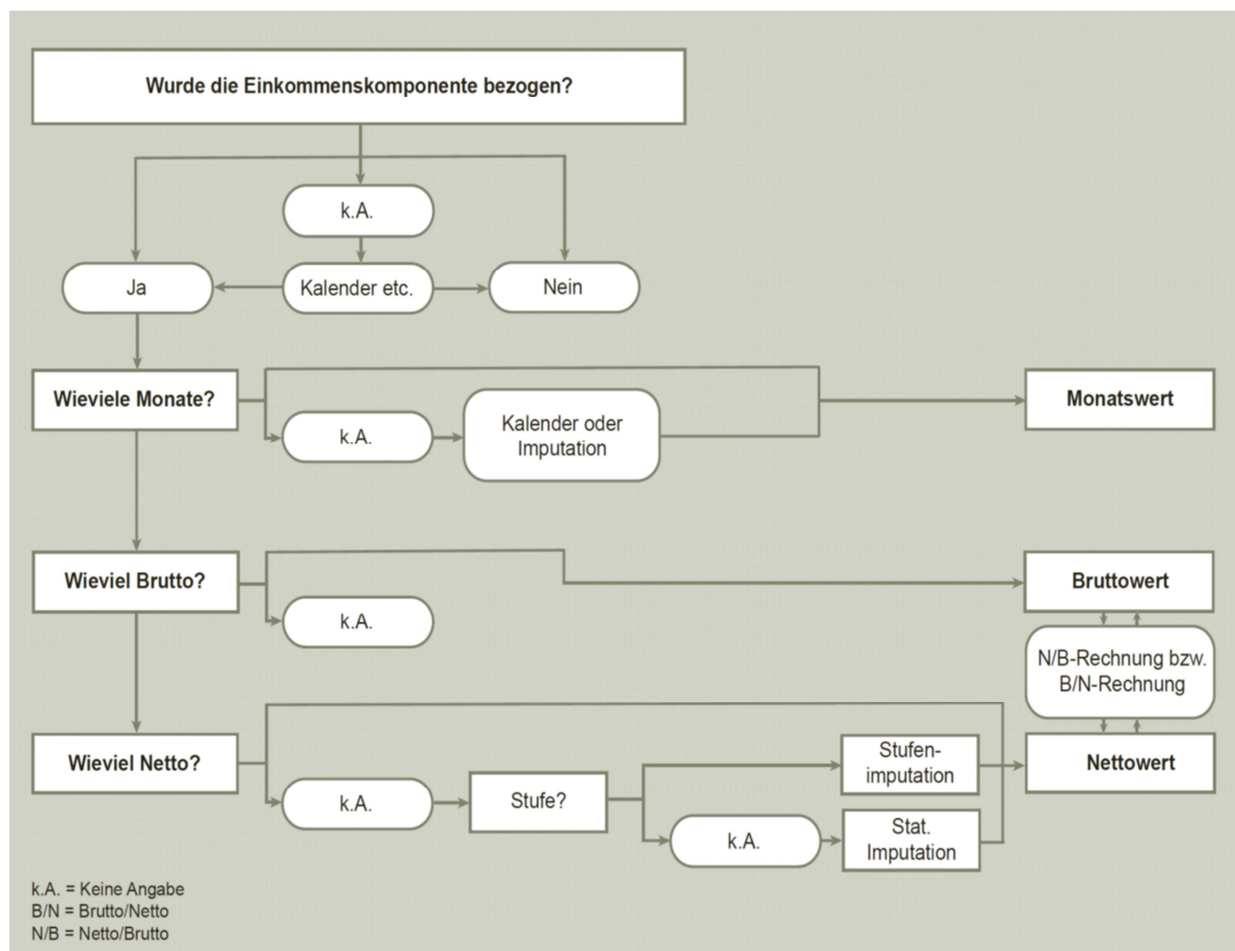 Wurde die Einkommenskomponente bezogen?
k.A.
Ja
Kalender etc.
Nein
Wieviele Monate?
k.A.
Kalender oder
Imputation
Monatswert
Wieviel Brutto?
k.A.
Bruttowert
N/B-Rechnung bzw.
B/N-Rechnung
Wieviel Netto?
k.A.
Stufe?
Stufen-
imputation
k.A.
Stat.
Imputation
Nettowert
k.A. = Keine Angabe
B/N = Brutto/Netto
N/B = Netto/Brutto